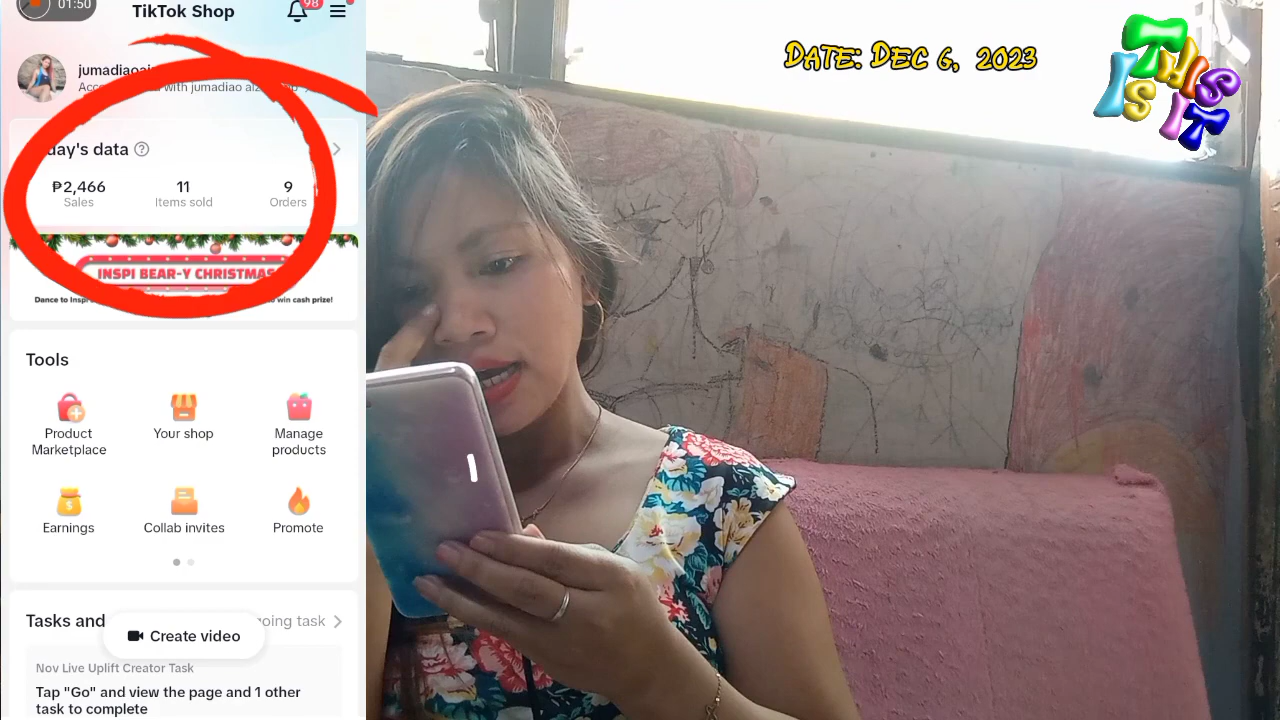 01:50
TikTok Shop
98
Acc with jumadiao
day's data
₱2,466
11
9
Sales
Items sold
Orders
INSPI BEAR-Y CHRISTMAS
Dance to win cash prize!
Tools
Product Marketplace
Your shop
Manage products
Earnings
Collab invites
Promote
Tasks and
going task
Create video
Nov Live Uplift Creator Task
Tap "Go" and view the page and 1 other
task to complete
DATE: DEC 6, 2023
THIS
IS IT